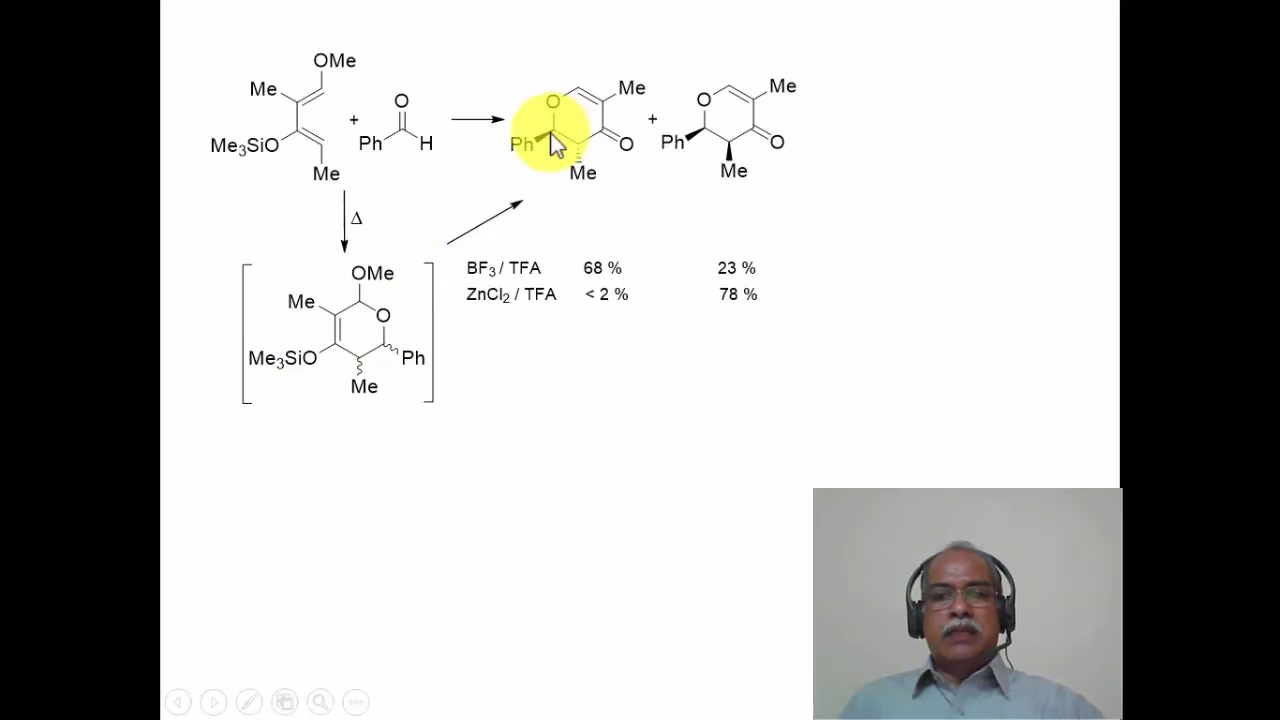 OMe
Me
Me₃SiO
Me
+
O
Ph
H
O
Me
Ph
O
Me
+
O
Me
Ph
O
Me
Δ
BF₃ / TFA 68 % 23 %
ZnCl₂ / TFA < 2 % 78 %
OMe
Me
O
Me₃SiO
Ph
Me